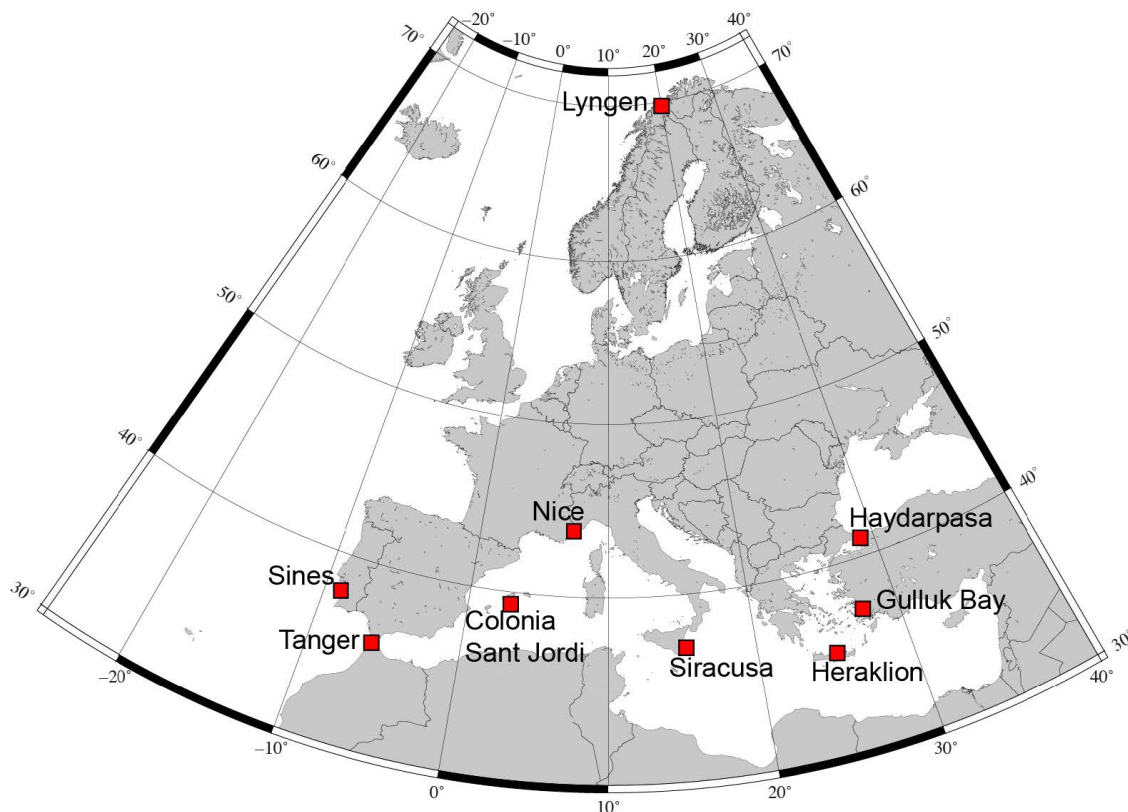 −20° −10° 0° 10° 20° 30° 40°
70° 70°
Lyngen
60° 60°
50° 50°
40° 40°
Nice
Haydarpasa
Sines
Gulluk Bay
30° Tanger Colonia
Sant Jordi
Siracusa Heraklion 30°
−20° 40°
−10° 30°
0° 10° 20°